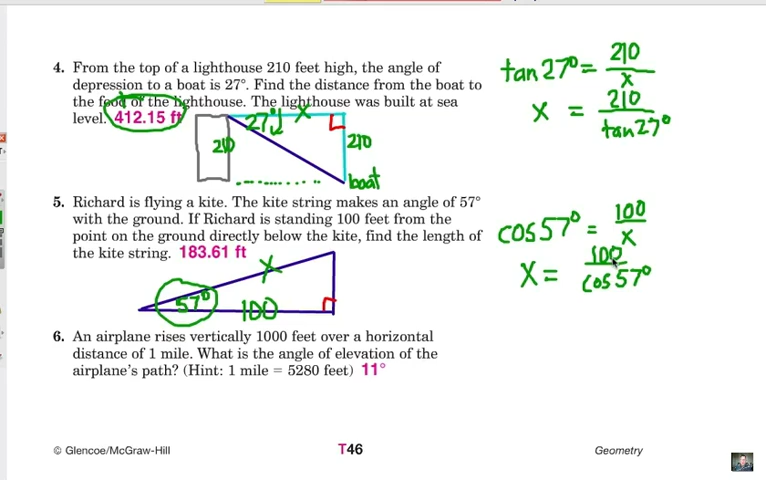 4. From the top of a lighthouse 210 feet high, the angle of
depression to a boat is 27°. Find the distance from the boat to
the foot of the lighthouse. The lighthouse was built at sea
level. 412.15 ft
27°
x
210
210
boat
tan 27° = 210 / x
x = 210 / tan 27°
5. Richard is flying a kite. The kite string makes an angle of 57°
with the ground. If Richard is standing 100 feet from the
point on the ground directly below the kite, find the length of
the kite string. 183.61 ft
x
57°
100
cos 57° = 100 / x
x = 100 / cos 57°
6. An airplane rises vertically 1000 feet over a horizontal
distance of 1 mile. What is the angle of elevation of the
airplane's path? (Hint: 1 mile = 5280 feet) 11°
© Glencoe/McGraw-Hill
T46
Geometry